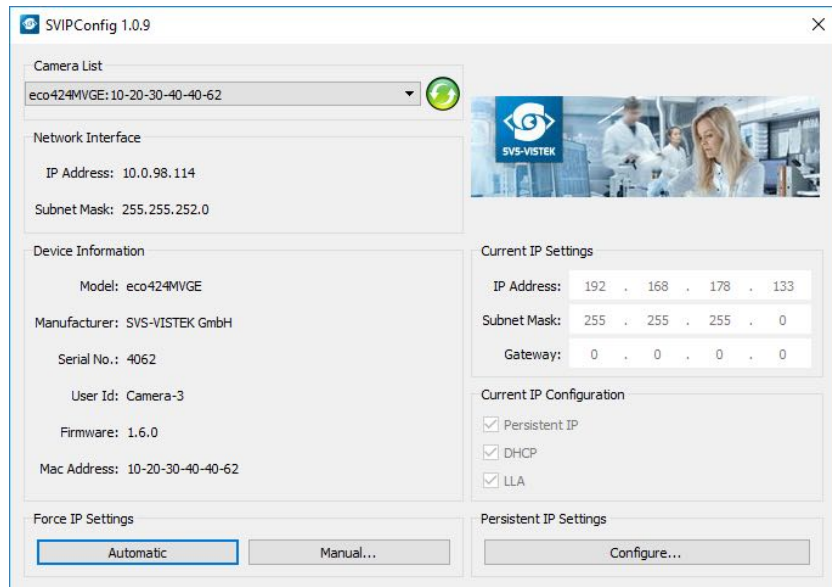 SVIPConfig 1.0.9
Camera List
eco424MVGE:10-20-30-40-40-62
Network Interface
IP Address: 10.0.98.114
Subnet Mask: 255.255.252.0
SVS-VISTEK
Device Information
Model: eco424MVGE
Manufacturer: SVS-VISTEK GmbH
Serial No.: 4062
User Id: Camera-3
Firmware: 1.6.0
Mac Address: 10-20-30-40-40-62
Current IP Settings
IP Address: 192 . 168 . 178 . 133
Subnet Mask: 255 . 255 . 255 . 0
Gateway: 0 . 0 . 0 . 0
Current IP Configuration
Persistent IP
DHCP
LLA
Force IP Settings
Automatic
Manual...
Persistent IP Settings
Configure...